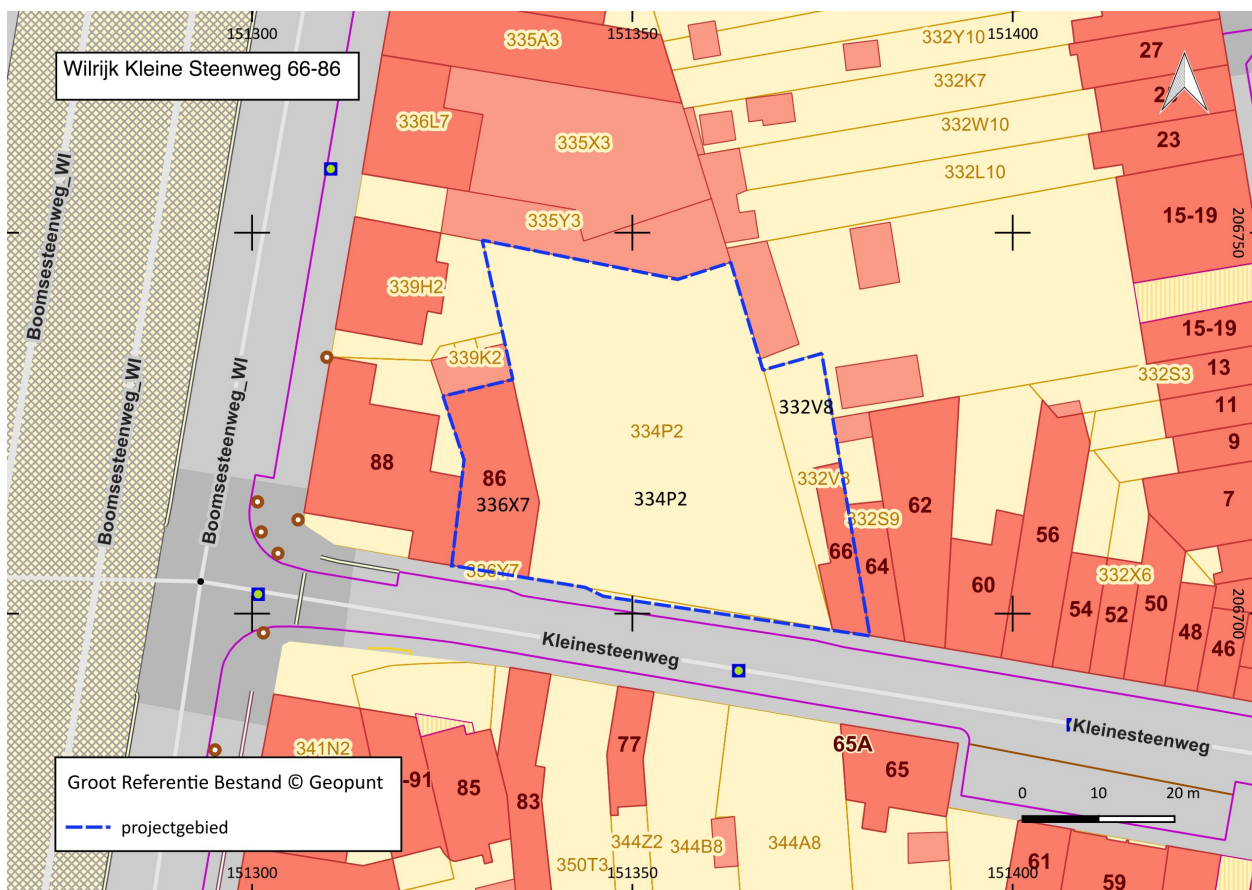 151300
151350
151400
335A3
332Y10
27
Wilrijk Kleine Steenweg 66-86
332K7
336L7
332W10
335X3
23
332L10
Boomsesteenweg_WI
335Y3
15-19
206750
339H2
15-19
339K2
332S3
13
332V8
11
Boomsesteenweg_WI
Boomsesteenweg_WI
334P2
9
88
86
332V8
336X7
334P2
7
332S9
62
56
66
64
336Y7
332X6
60
54
52
50
48
46
206700
Kleinesteenweg
Kleinesteenweg
341N2
77
65A
-91
85
65
83
Groot Referentie Bestand © Geopunt
projectgebied
0
10
20 m
344Z2
344B8
344A8
350T3
61
59
151300
151350
151400